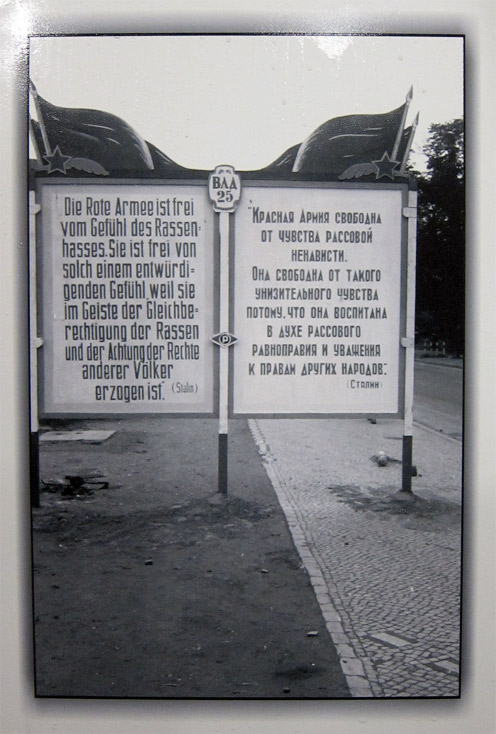 ВАД
25
"Die Rote Armee ist frei
vom Gefühl des Rassen-
hasses. Sie ist frei von
solch einem entwürdi-
genden Gefühl, weil sie
im Geiste der Gleichbe-
rechtigung der Rassen
und der Achtung der Rechte
anderer Völker
erzogen ist". (Stalin)
"Красная Армия свободна
от чувства рассовой
ненависти.
Она свободна от такого
унизительного чувства
потому, что она воспитана
в духе рассового
равноправия и уважения
к правам других народов".
(Сталин)
Р